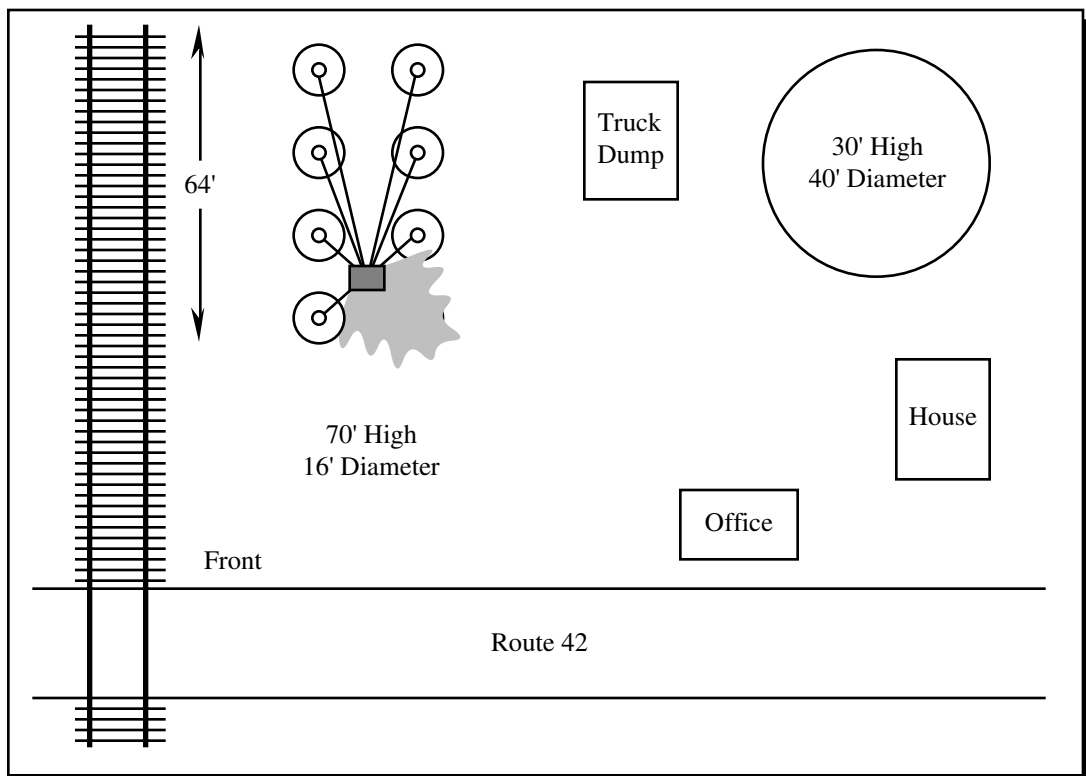 Truck
Dump
30' High
40' Diameter
64'
House
70' High
16' Diameter
Office
Front
Route 42